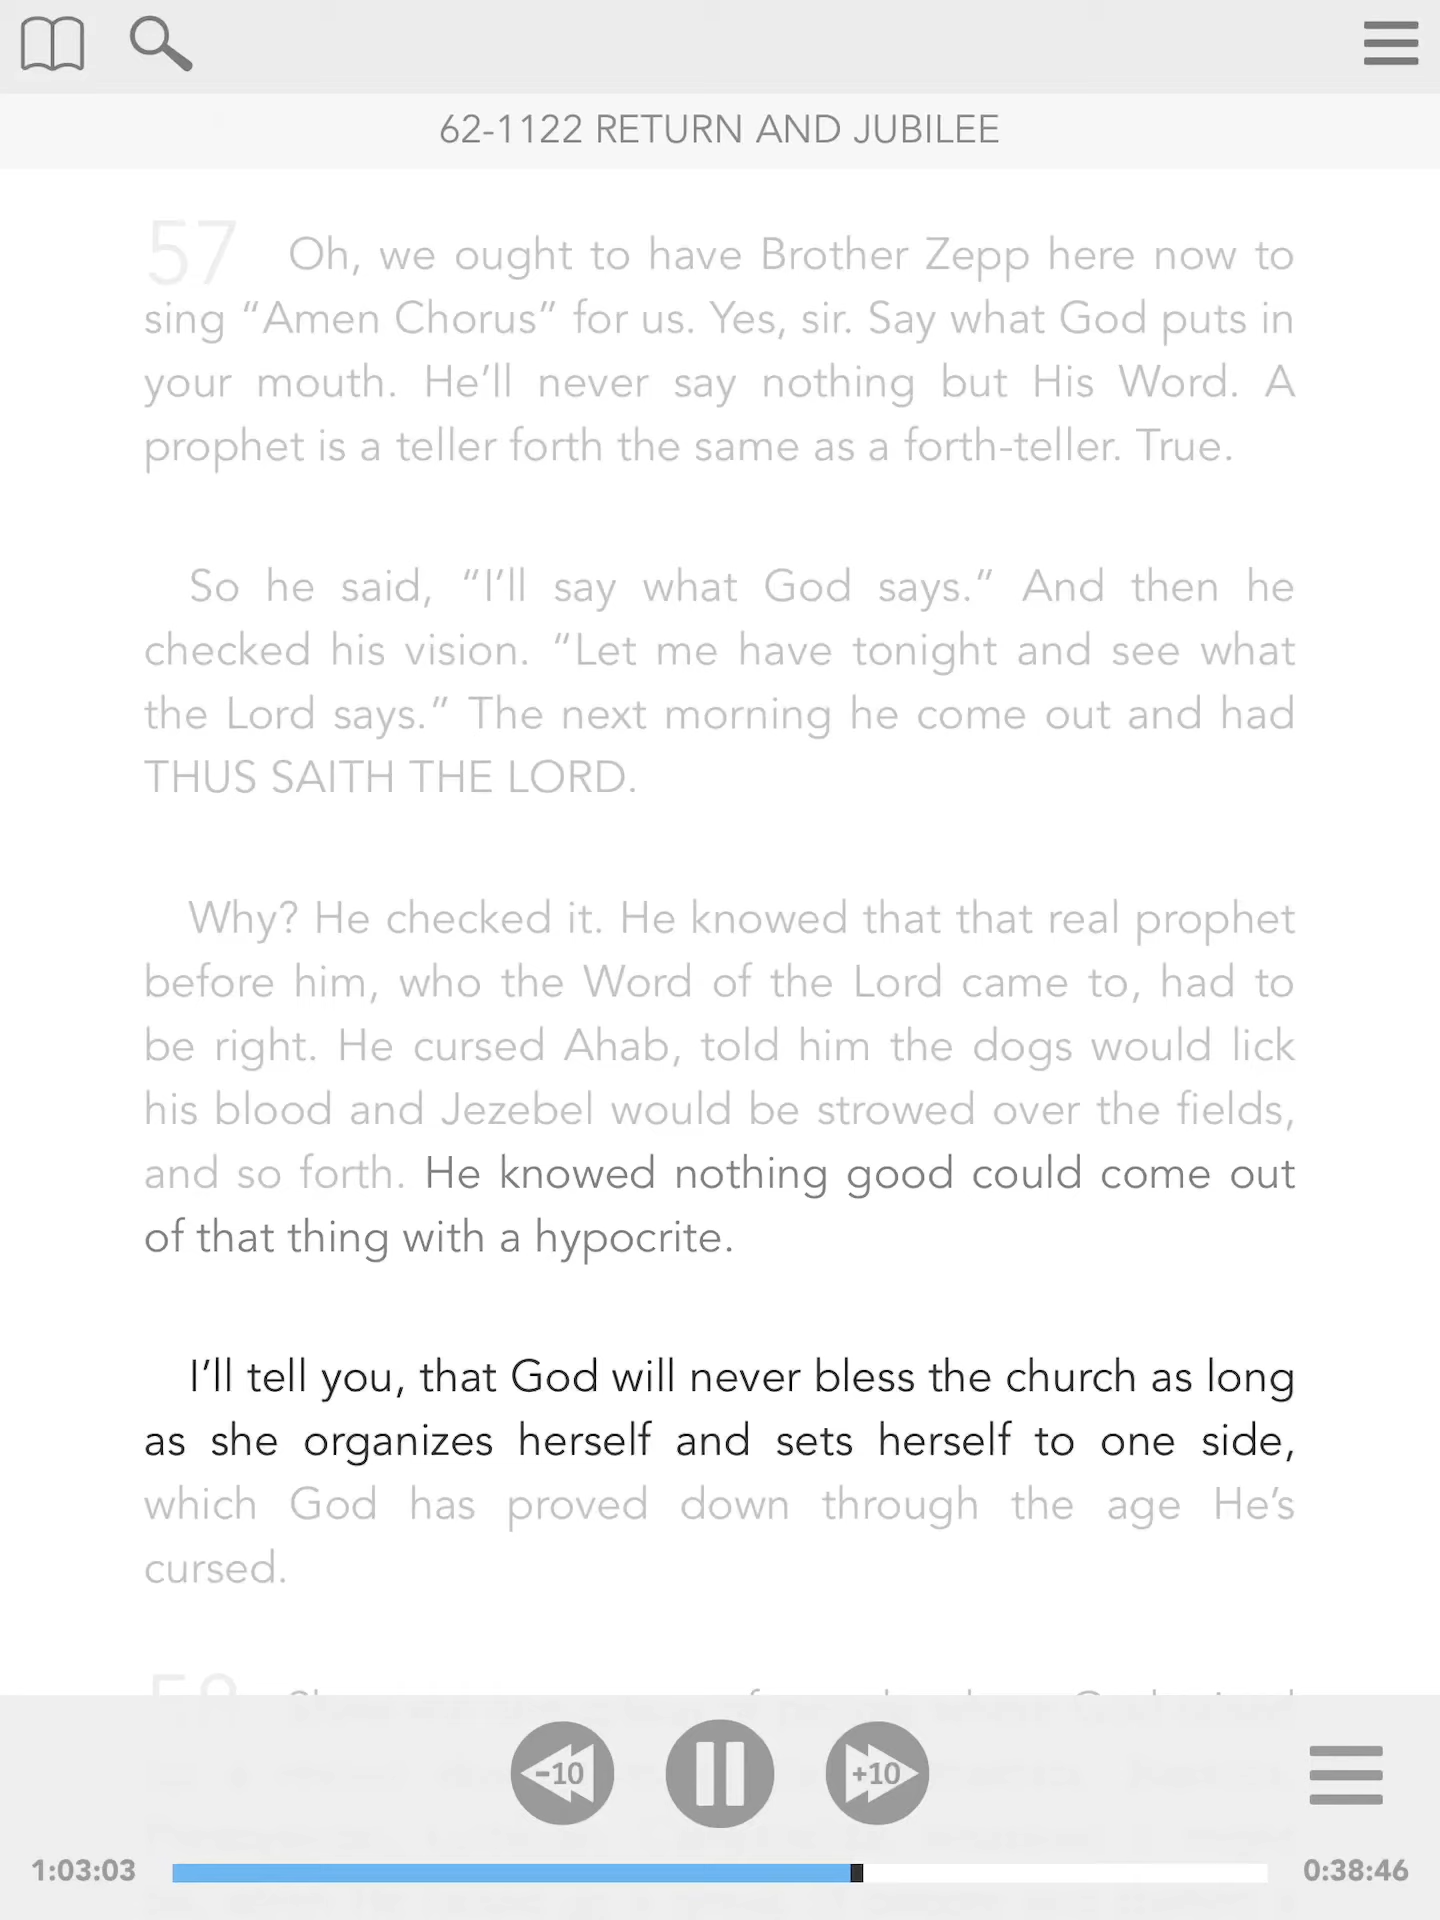 62-1122 RETURN AND JUBILEE
57 Oh, we ought to have Brother Zepp here now to
sing “Amen Chorus” for us. Yes, sir. Say what God puts in
your mouth. He’ll never say nothing but His Word. A
prophet is a teller forth the same as a forth-teller. True.
So he said, “I’ll say what God says.” And then he
checked his vision. “Let me have tonight and see what
the Lord says.” The next morning he come out and had
THUS SAITH THE LORD.
Why? He checked it. He knowed that that real prophet
before him, who the Word of the Lord came to, had to
be right. He cursed Ahab, told him the dogs would lick
his blood and Jezebel would be strowed over the fields,
and so forth. He knowed nothing good could come out
of that thing with a hypocrite.
I’ll tell you, that God will never bless the church as long
as she organizes herself and sets herself to one side,
which God has proved down through the age He’s
cursed.
58
-10 +10
1:03:03 0:38:46